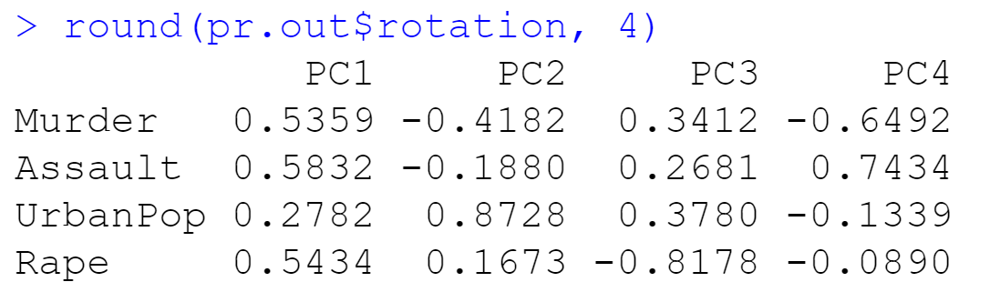 > round(pr.out$rotation, 4)
PC1 PC2 PC3 PC4
Murder 0.5359 -0.4182 0.3412 -0.6492
Assault 0.5832 -0.1880 0.2681 0.7434
UrbanPop 0.2782 0.8728 0.3780 -0.1339
Rape 0.5434 0.1673 -0.8178 -0.0890